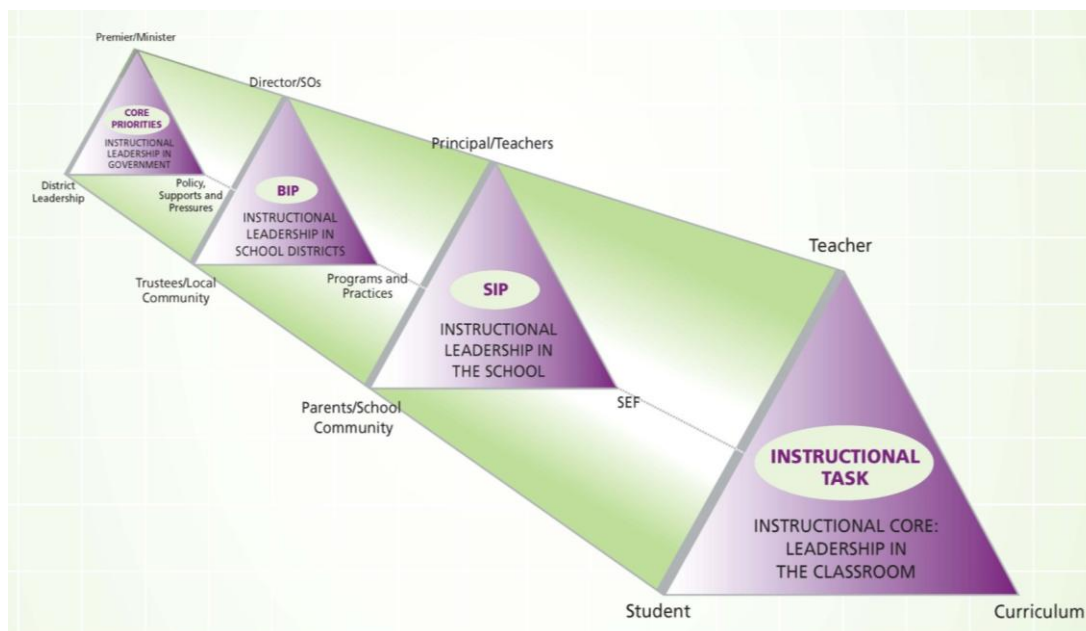 Premier/Minister
CORE
PRIORITIES
INSTRUCTIONAL
LEADERSHIP IN
GOVERNMENT
District
Leadership
Policy,
Supports and
Pressures
Director/SOs
BIP
INSTRUCTIONAL
LEADERSHIP IN
SCHOOL DISTRICTS
Trustees/Local
Community
Programs and
Practices
Principal/Teachers
SIP
INSTRUCTIONAL
LEADERSHIP IN
THE SCHOOL
Parents/School
Community
SEF
Teacher
INSTRUCTIONAL
TASK
INSTRUCTIONAL CORE:
LEADERSHIP IN
THE CLASSROOM
Student
Curriculum